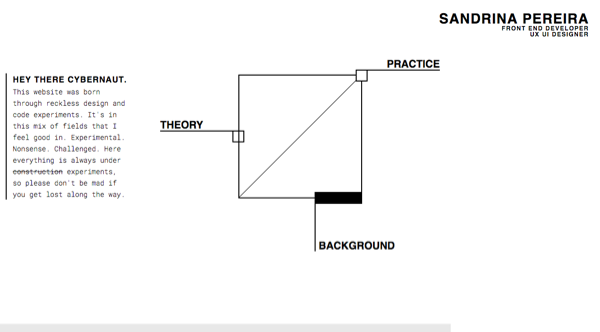 SANDRINA PEREIRA
FRONT END DEVELOPER
UX UI DESIGNER
PRACTICE
HEY THERE CYBERNAUT.
This website was born
through reckless design and
code experiments. It's in
this mix of fields that I
feel good in. Experimental.
Nonsense. Challenged. Here
everything is always under
construction experiments,
so please don't be mad if
you get lost along the way.
THEORY
BACKGROUND